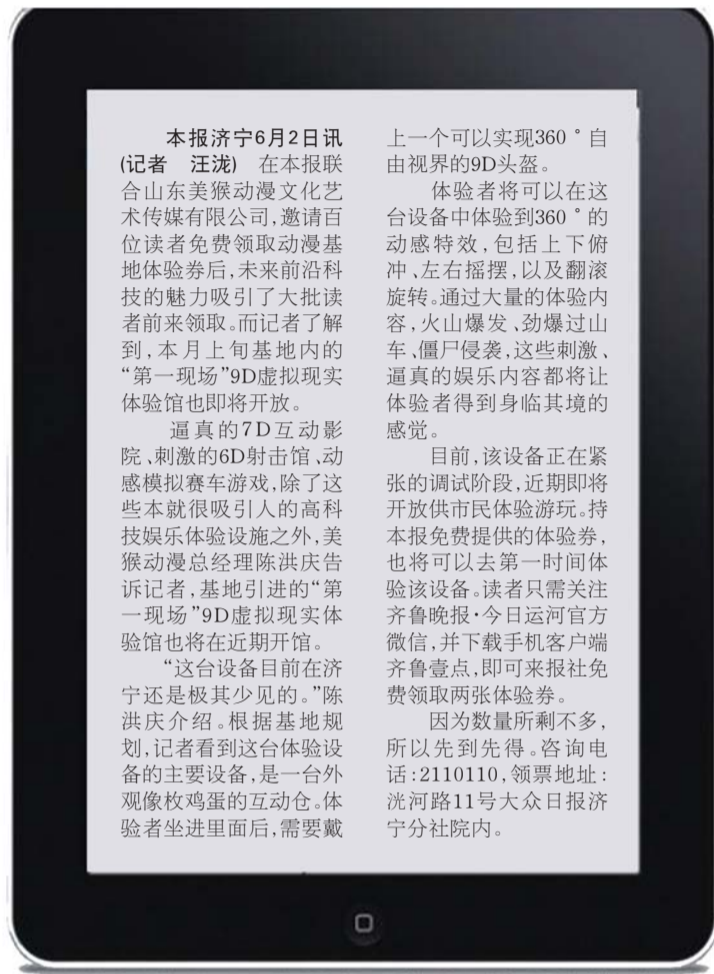 本报济宁6月2日讯
(记者　汪泷)　在本报联
合山东美猴动漫文化艺
术传媒有限公司,邀请百
位读者免费领取动漫基
地体验券后,未来前沿科
技的魅力吸引了大批读
者前来领取。而记者了解
到,本月上旬基地内的
“第一现场”9D虚拟现实
体验馆也即将开放。
逼真的7D互动影
院、刺激的6D射击馆、动
感模拟赛车游戏,除了这
些本就很吸引人的高科
技娱乐体验设施之外,美
猴动漫总经理陈洪庆告
诉记者,基地引进的“第
一现场”9D虚拟现实体
验馆也将在近期开馆。
“这台设备目前在济
宁还是极其少见的。”陈
洪庆介绍。根据基地规
划,记者看到这台体验设
备的主要设备,是一台外
观像枚鸡蛋的互动仓。体
验者坐进里面后,需要戴
上一个可以实现360°自
由视界的9D头盔。
体验者将可以在这
台设备中体验到360°的
动感特效,包括上下俯
冲、左右摇摆,以及翻滚
旋转。通过大量的体验内
容,火山爆发、劲爆过山
车、僵尸侵袭,这些刺激、
逼真的娱乐内容都将让
体验者得到身临其境的
感觉。
目前,该设备正在紧
张的调试阶段,近期即将
开放供市民体验游玩。持
本报免费提供的体验券,
也将可以去第一时间体
验该设备。读者只需关注
齐鲁晚报·今日运河官方
微信,并下载手机客户端
齐鲁壹点,即可来报社免
费领取两张体验券。
因为数量所剩不多,
所以先到先得。咨询电
话:2110110,领票地址:
洸河路11号大众日报济
宁分社院内。